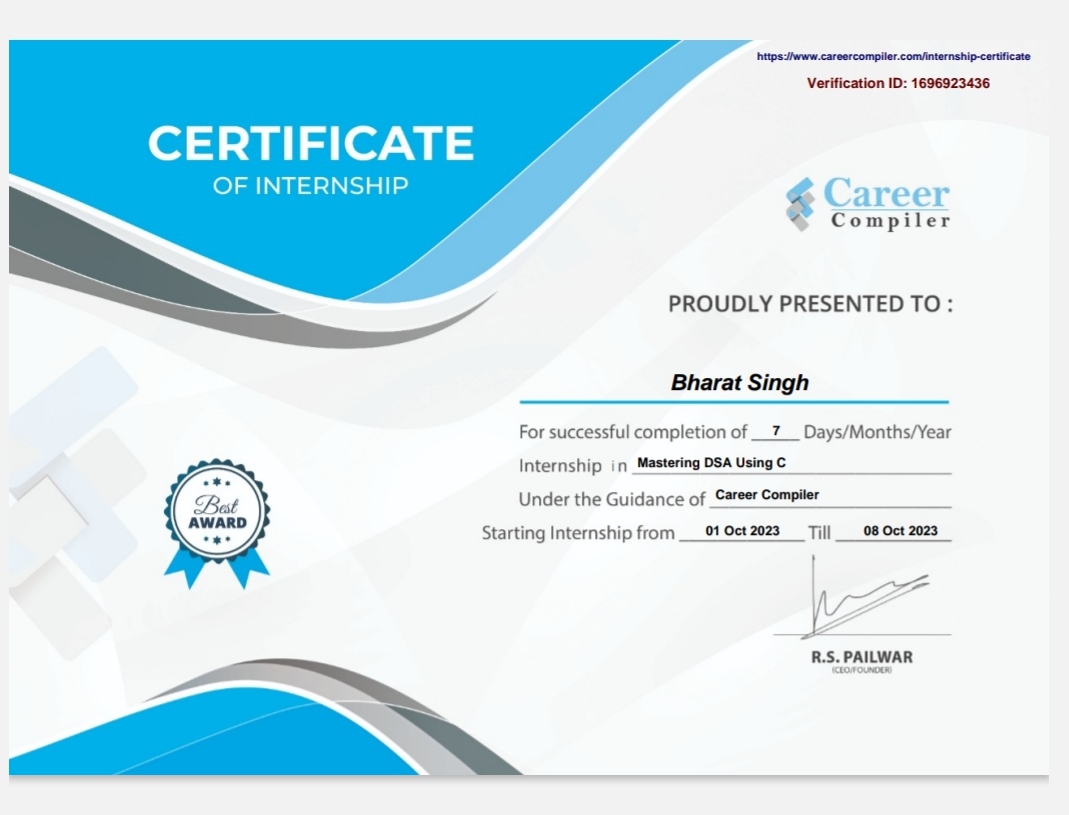 https://www.careercompiler.com/internship-certificate
Verification ID: 1696923436
CERTIFICATE
OF INTERNSHIP
Career
Compiler
PROUDLY PRESENTED TO :
Bharat Singh
For successful completion of 7 Days/Months/Year
Internship in Mastering DSA Using C
Under the Guidance of Career Compiler
Starting Internship from 01 Oct 2023 Till 08 Oct 2023
Best
AWARD
R.S. PAILWAR
(CEO/FOUNDER)